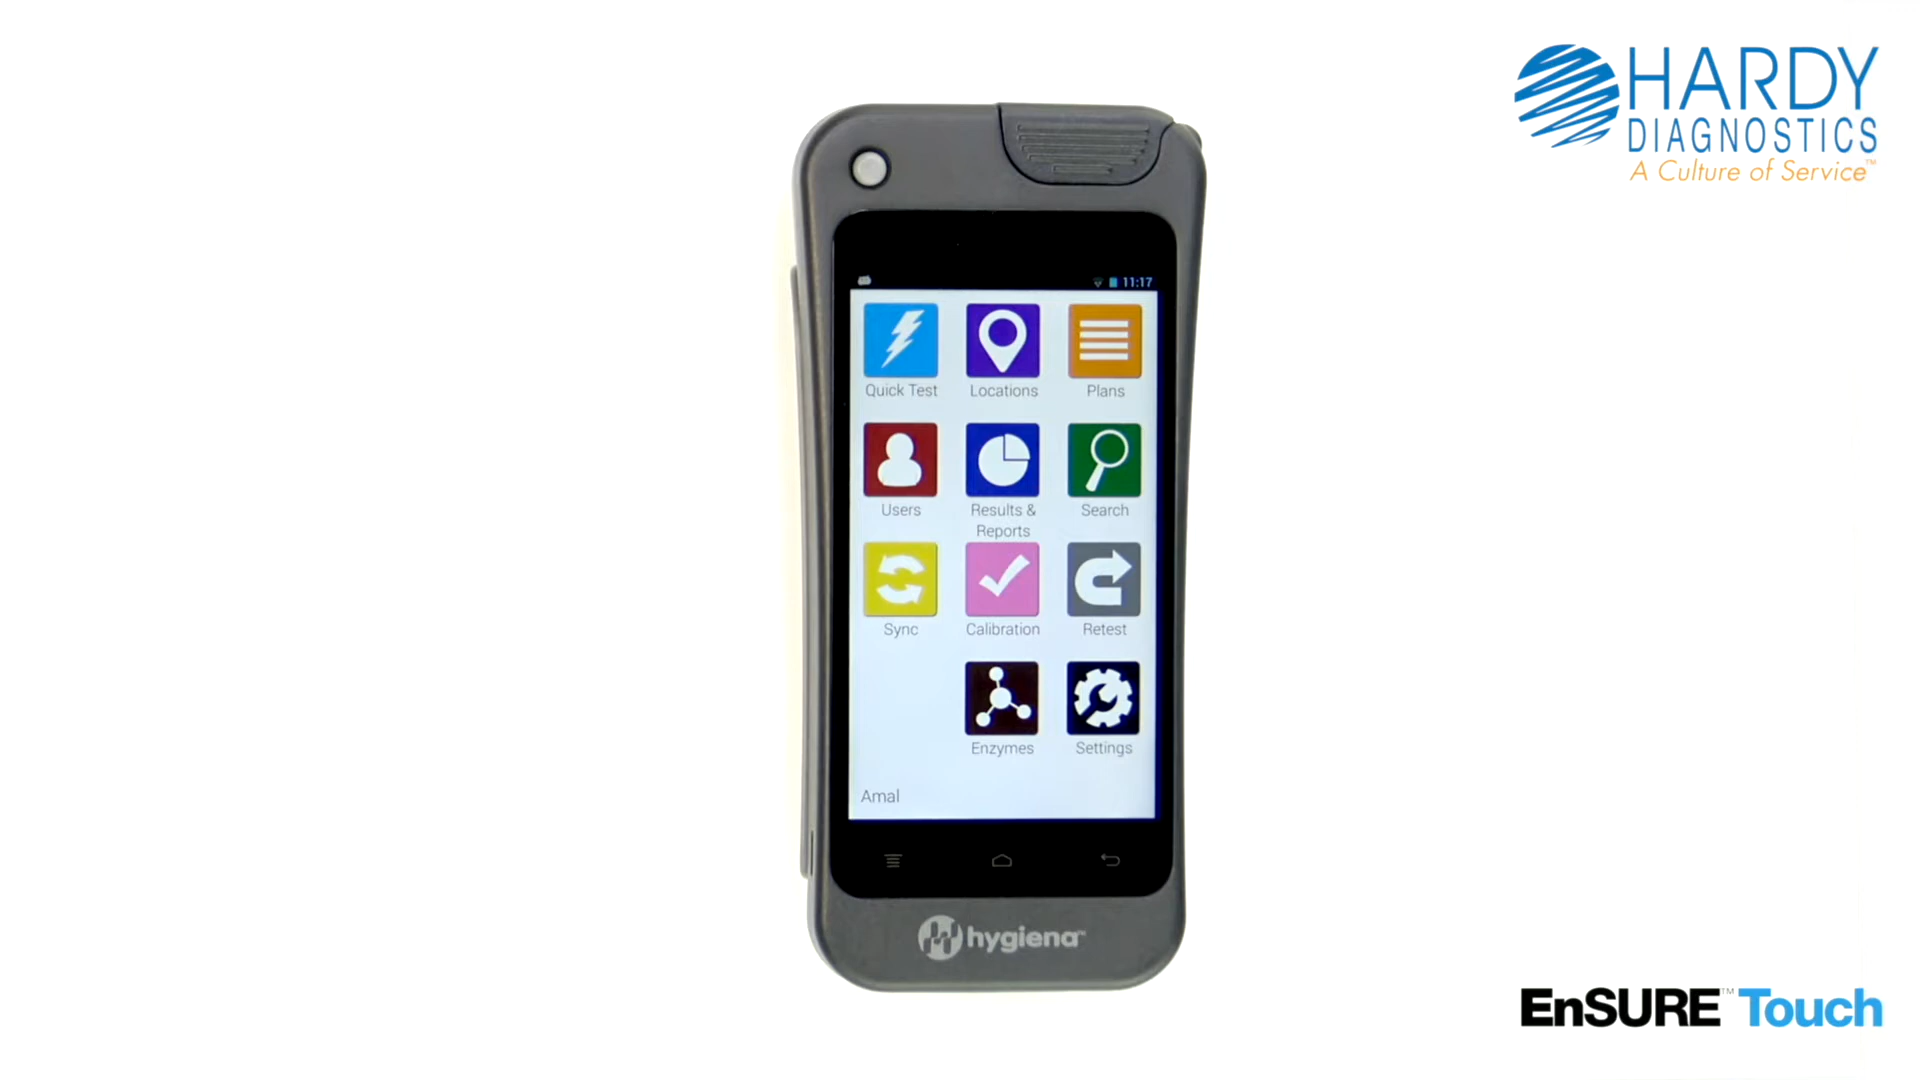 HARDY
DIAGNOSTICS
A Culture of Service™
11:17
Quick Test
Locations
Plans
Users
Results &
Reports
Search
Sync
Calibration
Retest
Enzymes
Settings
Amal
hygiena™
EnSURE™ Touch